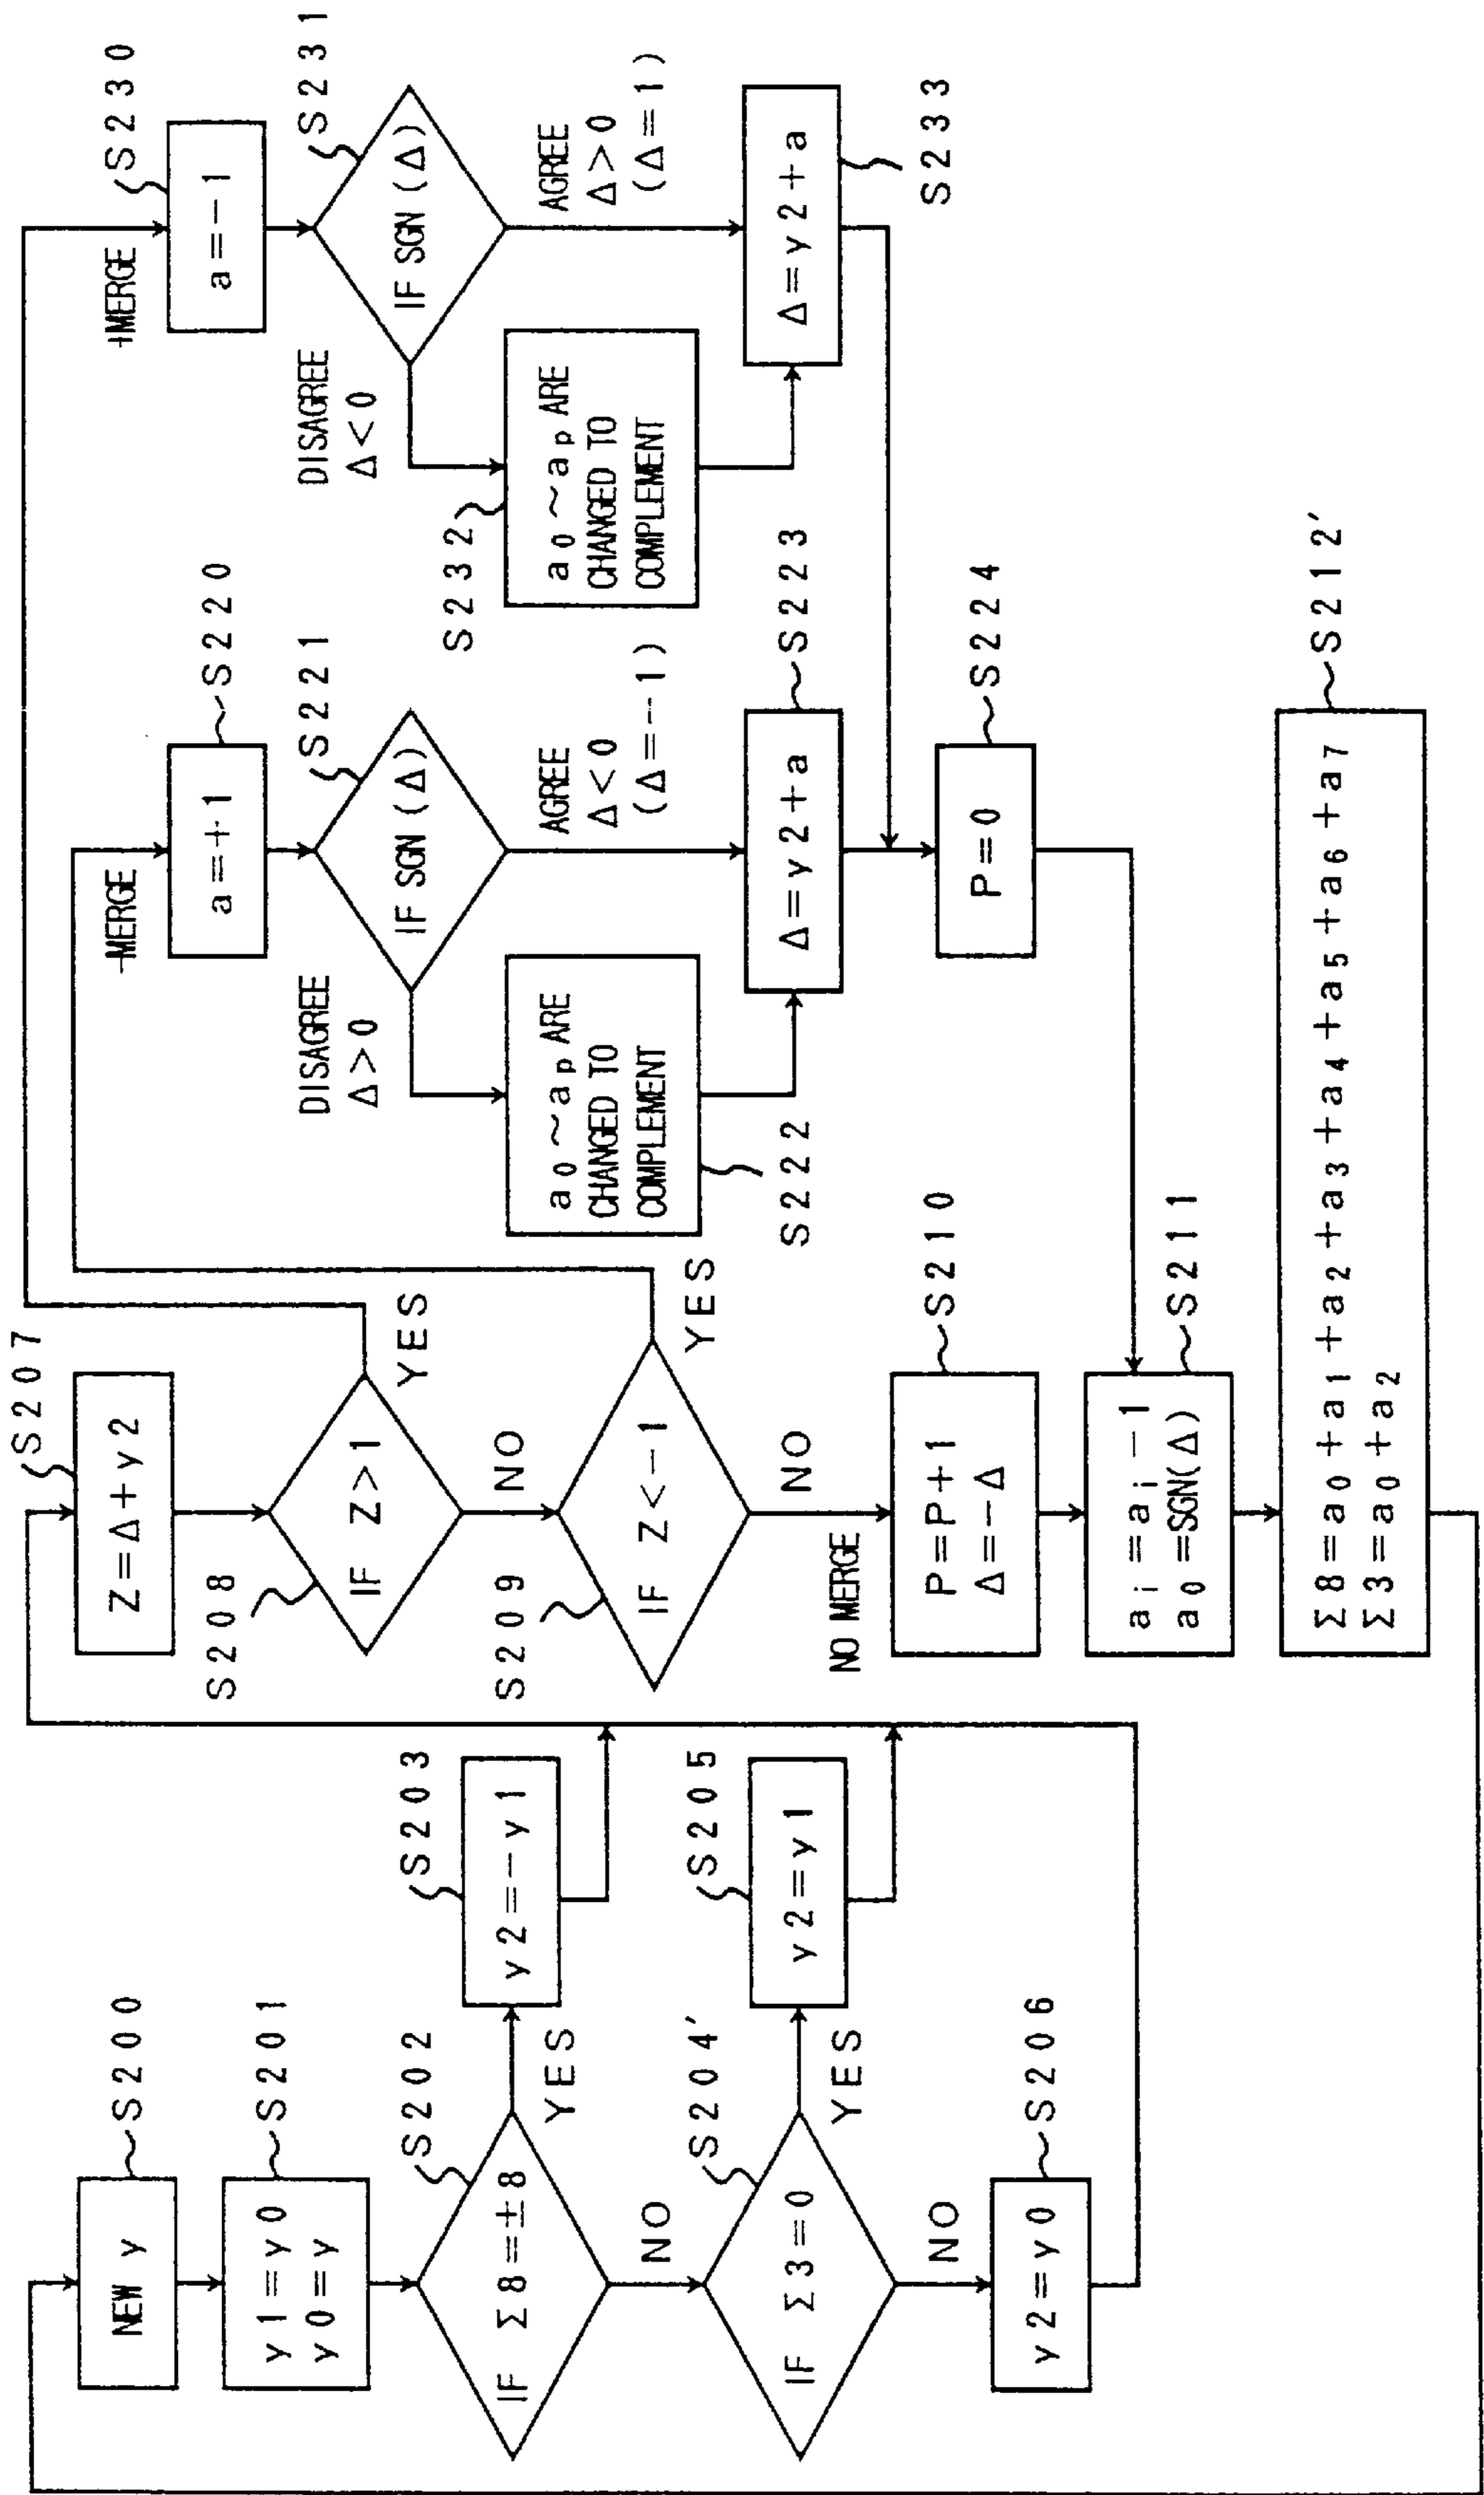 S200
NEW y
S201
y1=y0
y0=y
S202
IF Σ8=±8
YES
NO
S203
y2=-y1
S204'
IF Σ3=0
YES
NO
S205
y2=y1
S206
y2=y0
S207
Z=Δ+y2
S208
IF Z>1
YES
NO
S209
IF Z<-1
YES
NO
NO MERGE
S210
P=P+1
Δ=-Δ
S211
a i = a i -1
a 0 =SGN(Δ)
S212'
Σ8=a0+a1+a2+a3+a4+a5+a6+a7
Σ3=a0+a2
-MERGE
S220
a=+1
S221
IF SGN(Δ)
DISAGREE
Δ>0
AGREE
Δ<0
(Δ=-1)
S222
a0~ap ARE
CHANGED TO
COMPLEMENT
S223
Δ=y2+a
S224
P=0
+MERGE
S230
a=-1
S231
IF SGN(Δ)
DISAGREE
Δ<0
AGREE
Δ>0
(Δ=1)
S232
a0~ap ARE
CHANGED TO
COMPLEMENT
S233
Δ=y2+a